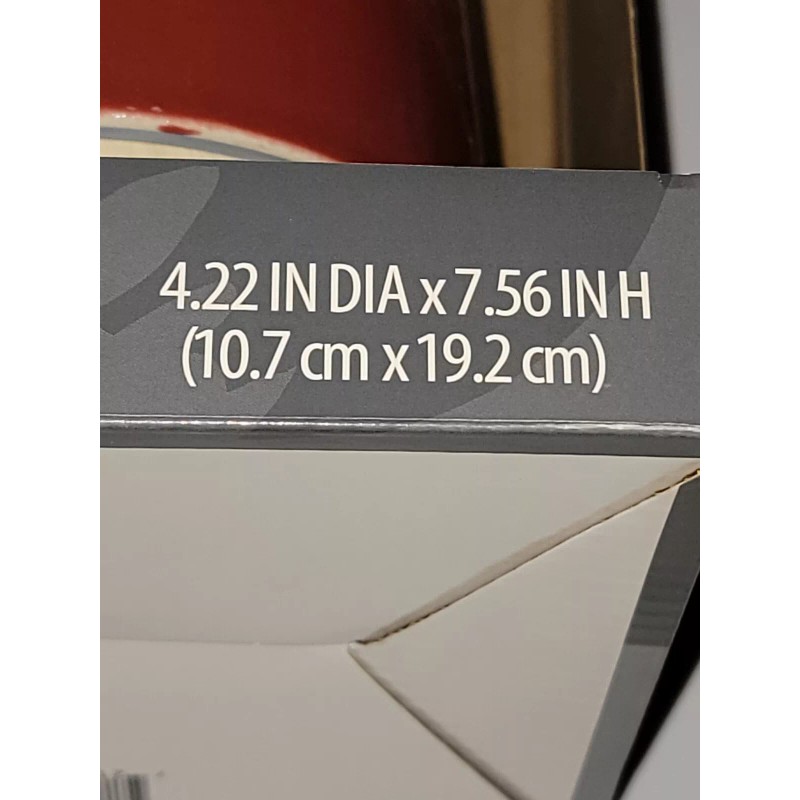 4.22 IN DIA x 7.56 IN H
(10.7 cm x 19.2 cm)